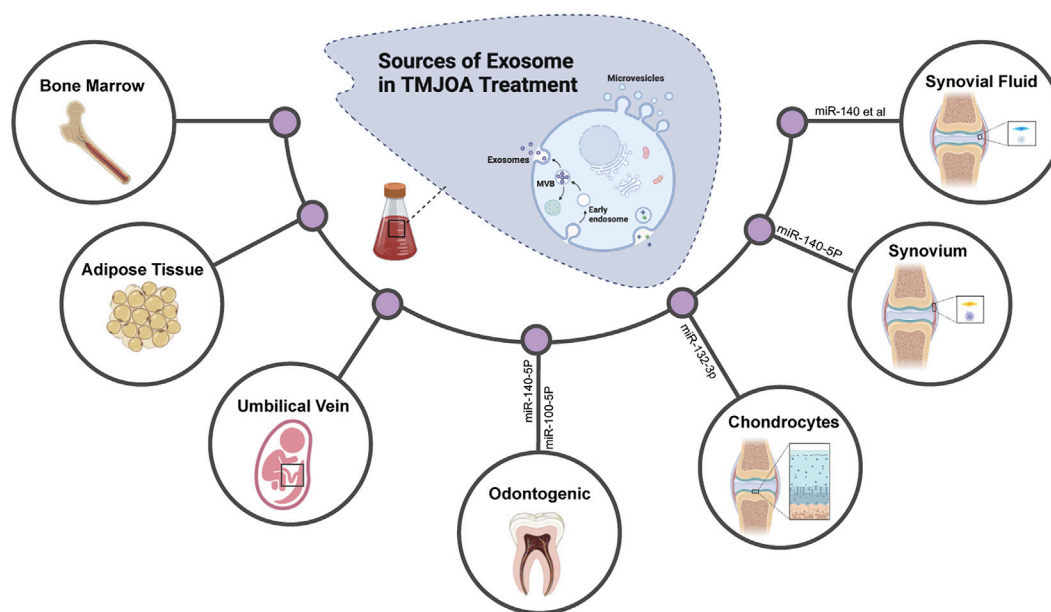 Sources of Exosome
in TMJOA Treatment
Microvesicles
Exosomes
MVB
Early
endosome
Bone Marrow
Adipose Tissue
Umbilical Vein
miR-140-5P
miR-100-5P
Odontogenic
miR-132-3p
Chondrocytes
miR-140-5P
Synovium
miR-140 et al
Synovial Fluid